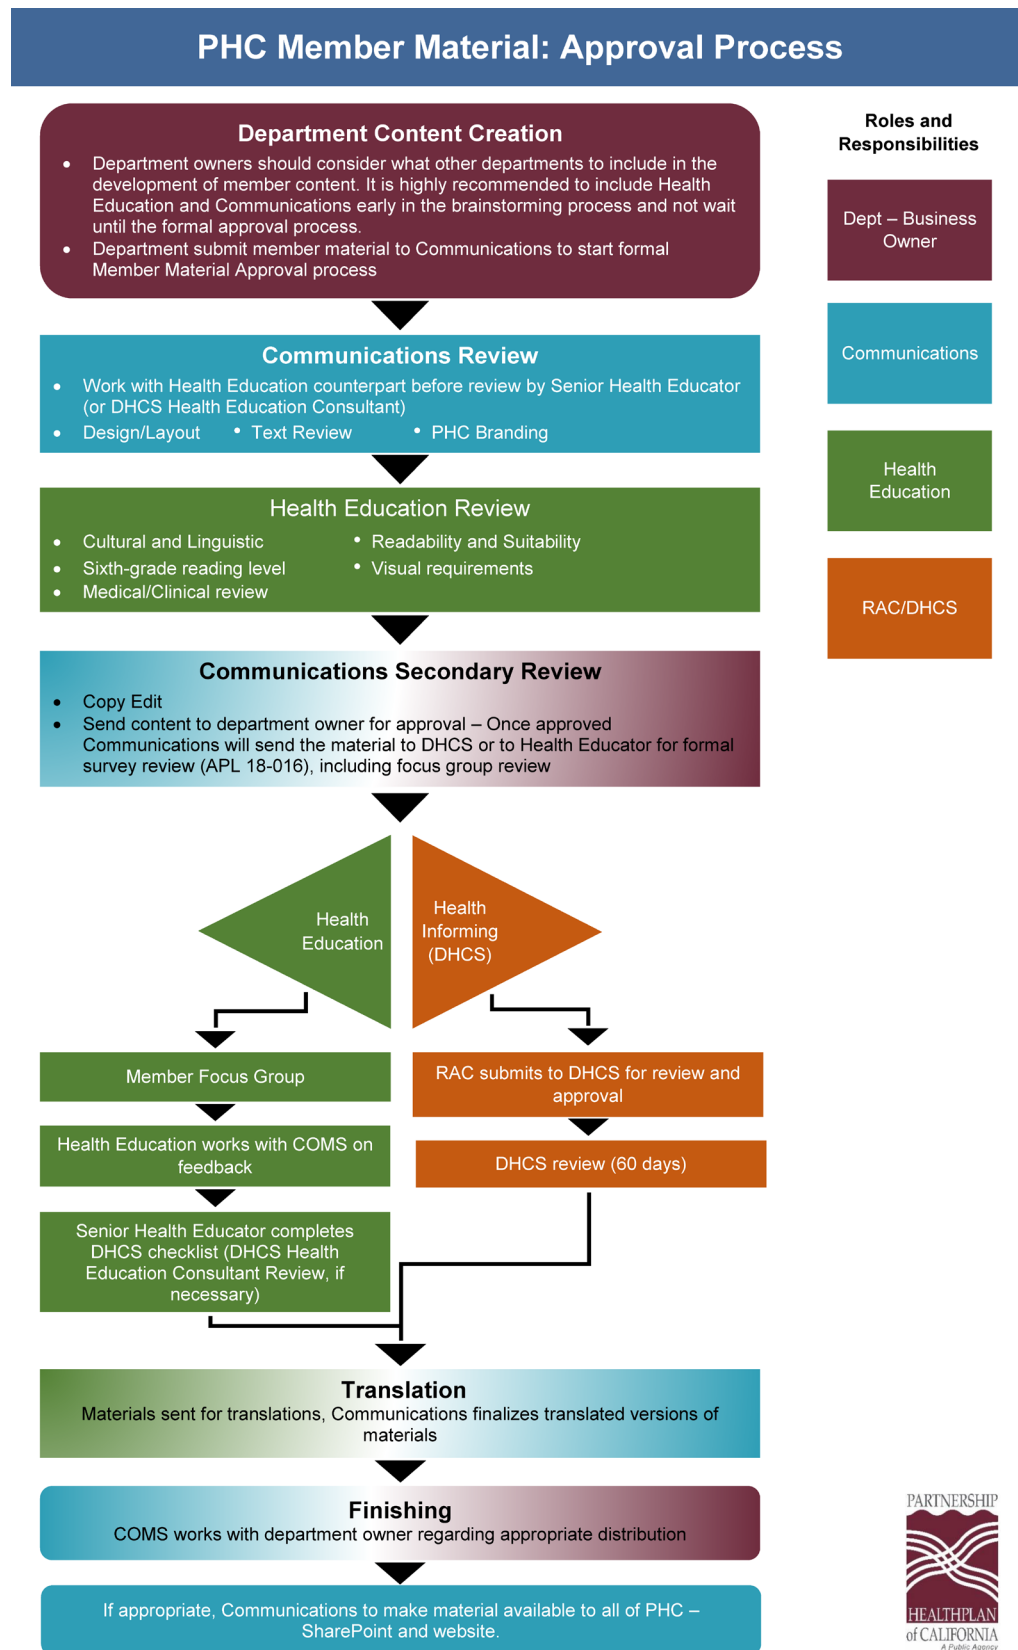 PHC Member Material: Approval Process
Department Content Creation
• Department owners should consider what other departments to include in the
development of member content. It is highly recommended to include Health
Education and Communications early in the brainstorming process and not wait
until the formal approval process.
• Department submit member material to Communications to start formal
Member Material Approval process
Roles and
Responsibilities
Dept – Business
Owner
Communications
Health
Education
RAC/DHCS
Communications Review
• Work with Health Education counterpart before review by Senior Health Educator
(or DHCS Health Education Consultant)
• Design/Layout • Text Review • PHC Branding
Health Education Review
• Cultural and Linguistic • Readability and Suitability
• Sixth-grade reading level • Visual requirements
• Medical/Clinical review
Communications Secondary Review
• Copy Edit
• Send content to department owner for approval – Once approved
Communications will send the material to DHCS or to Health Educator for formal
survey review (APL 18-016), including focus group review
Health
Education
Health
Informing
(DHCS)
Member Focus Group
Health Education works with COMS on
feedback
Senior Health Educator completes
DHCS checklist (DHCS Health
Education Consultant Review, if
necessary)
RAC submits to DHCS for review and
approval
DHCS review (60 days)
Translation
Materials sent for translations, Communications finalizes translated versions of
materials
Finishing
COMS works with department owner regarding appropriate distribution
If appropriate, Communications to make material available to all of PHC –
SharePoint and website.
PARTNERSHIP
HEALTHPLAN
of CALIFORNIA
A Public Agency